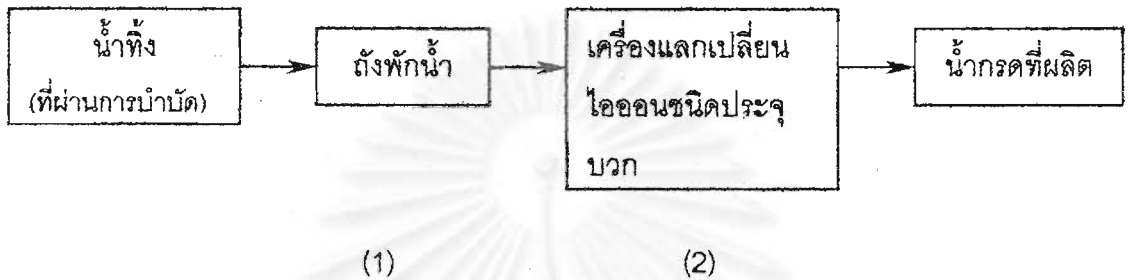 น้ำทิ้ง
(ที่ผ่านการบำบัด)
ถังพักน้ำ
เครื่องแลกเปลี่ยน
ไอออนชนิดประจุ
บวก
น้ำกรดที่ผลิต
(1)
(2)